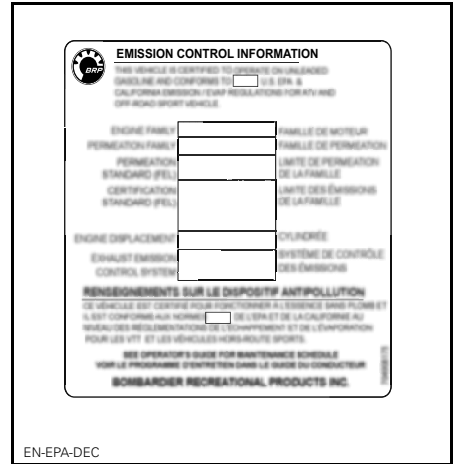 BRP
EMISSION CONTROL INFORMATION
THIS VEHICLE IS CERTIFIED TO OPERATE ON UNLEADED
GASOLINE AND CONFORMS TO U.S. EPA &
CALIFORNIA EMISSION / EVAP REGULATIONS FOR ATV AND
OFF-ROAD SPORT VEHICLE.
ENGINE FAMILY FAMILLE DE MOTEUR
PERMEATION FAMILY FAMILLE DE PERMEATION
PERMEATION LIMITE DE PERMEATION
STANDARD (FEL) DE LA FAMILLE
CERTIFICATION LIMITE DES ÉMISSIONS
STANDARD (FEL) DE LA FAMILLE
ENGINE DISPLACEMENT CYLINDRÉE
EXHAUST EMISSION SYSTÈME DE CONTRÔLE
CONTROL SYSTEM DES ÉMISSIONS
RENSEIGNEMENTS SUR LE DISPOSITIF ANTIPOLLUTION
CE VÉHICULE EST CERTIFIÉ POUR FONCTIONNER À L'ESSENCE SANS PLOMB ET
IL EST CONFORME AUX NORMES DE L'EPA ET DE LA CALIFORNIE AU
NIVEAU DES RÉGLEMENTATIONS DE L'ÉCHAPPEMENT ET DE L'ÉVAPORATION
POUR LES VTT ET LES VÉHICULES HORS-ROUTE SPORTS.
SEE OPERATOR'S GUIDE FOR MAINTENANCE SCHEDULE
VOIR LE PROGRAMME D'ENTRETIEN DANS LE GUIDE DU CONDUCTEUR
BOMBARDIER RECREATIONAL PRODUCTS INC.
EN-EPA-DEC